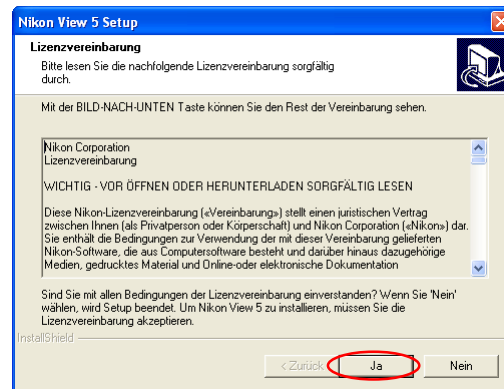 Nikon View 5 Setup
Lizenzvereinbarung
Bitte lesen Sie die nachfolgende Lizenzvereinbarung sorgfältig
durch.
Mit der BILD-NACH-UNTEN Taste können Sie den Rest der Vereinbarung sehen.
Nikon Corporation
Lizenzvereinbarung
WICHTIG - VOR ÖFFNEN ODER HERUNTERLADEN SORGFÄLTIG LESEN
Diese Nikon-Lizenzvereinbarung («Vereinbarung») stellt einen juristischen Vertrag
zwischen Ihnen (als Privatperson oder Körperschaft) und Nikon Corporation («Nikon») dar.
Sie enthält die Bedingungen zur Verwendung der mit dieser Vereinbarung gelieferten
Nikon-Software, die aus Computersoftware besteht und darüber hinaus dazugehörige
Medien, gedrucktes Material und Online-oder elektronische Dokumentation
Sind Sie mit allen Bedingungen der Lizenzvereinbarung einverstanden? Wenn Sie 'Nein'
wählen, wird Setup beendet. Um Nikon View 5 zu installieren, müssen Sie die
Lizenzvereinbarung akzeptieren.
InstallShield
< Zurück
Ja
Nein